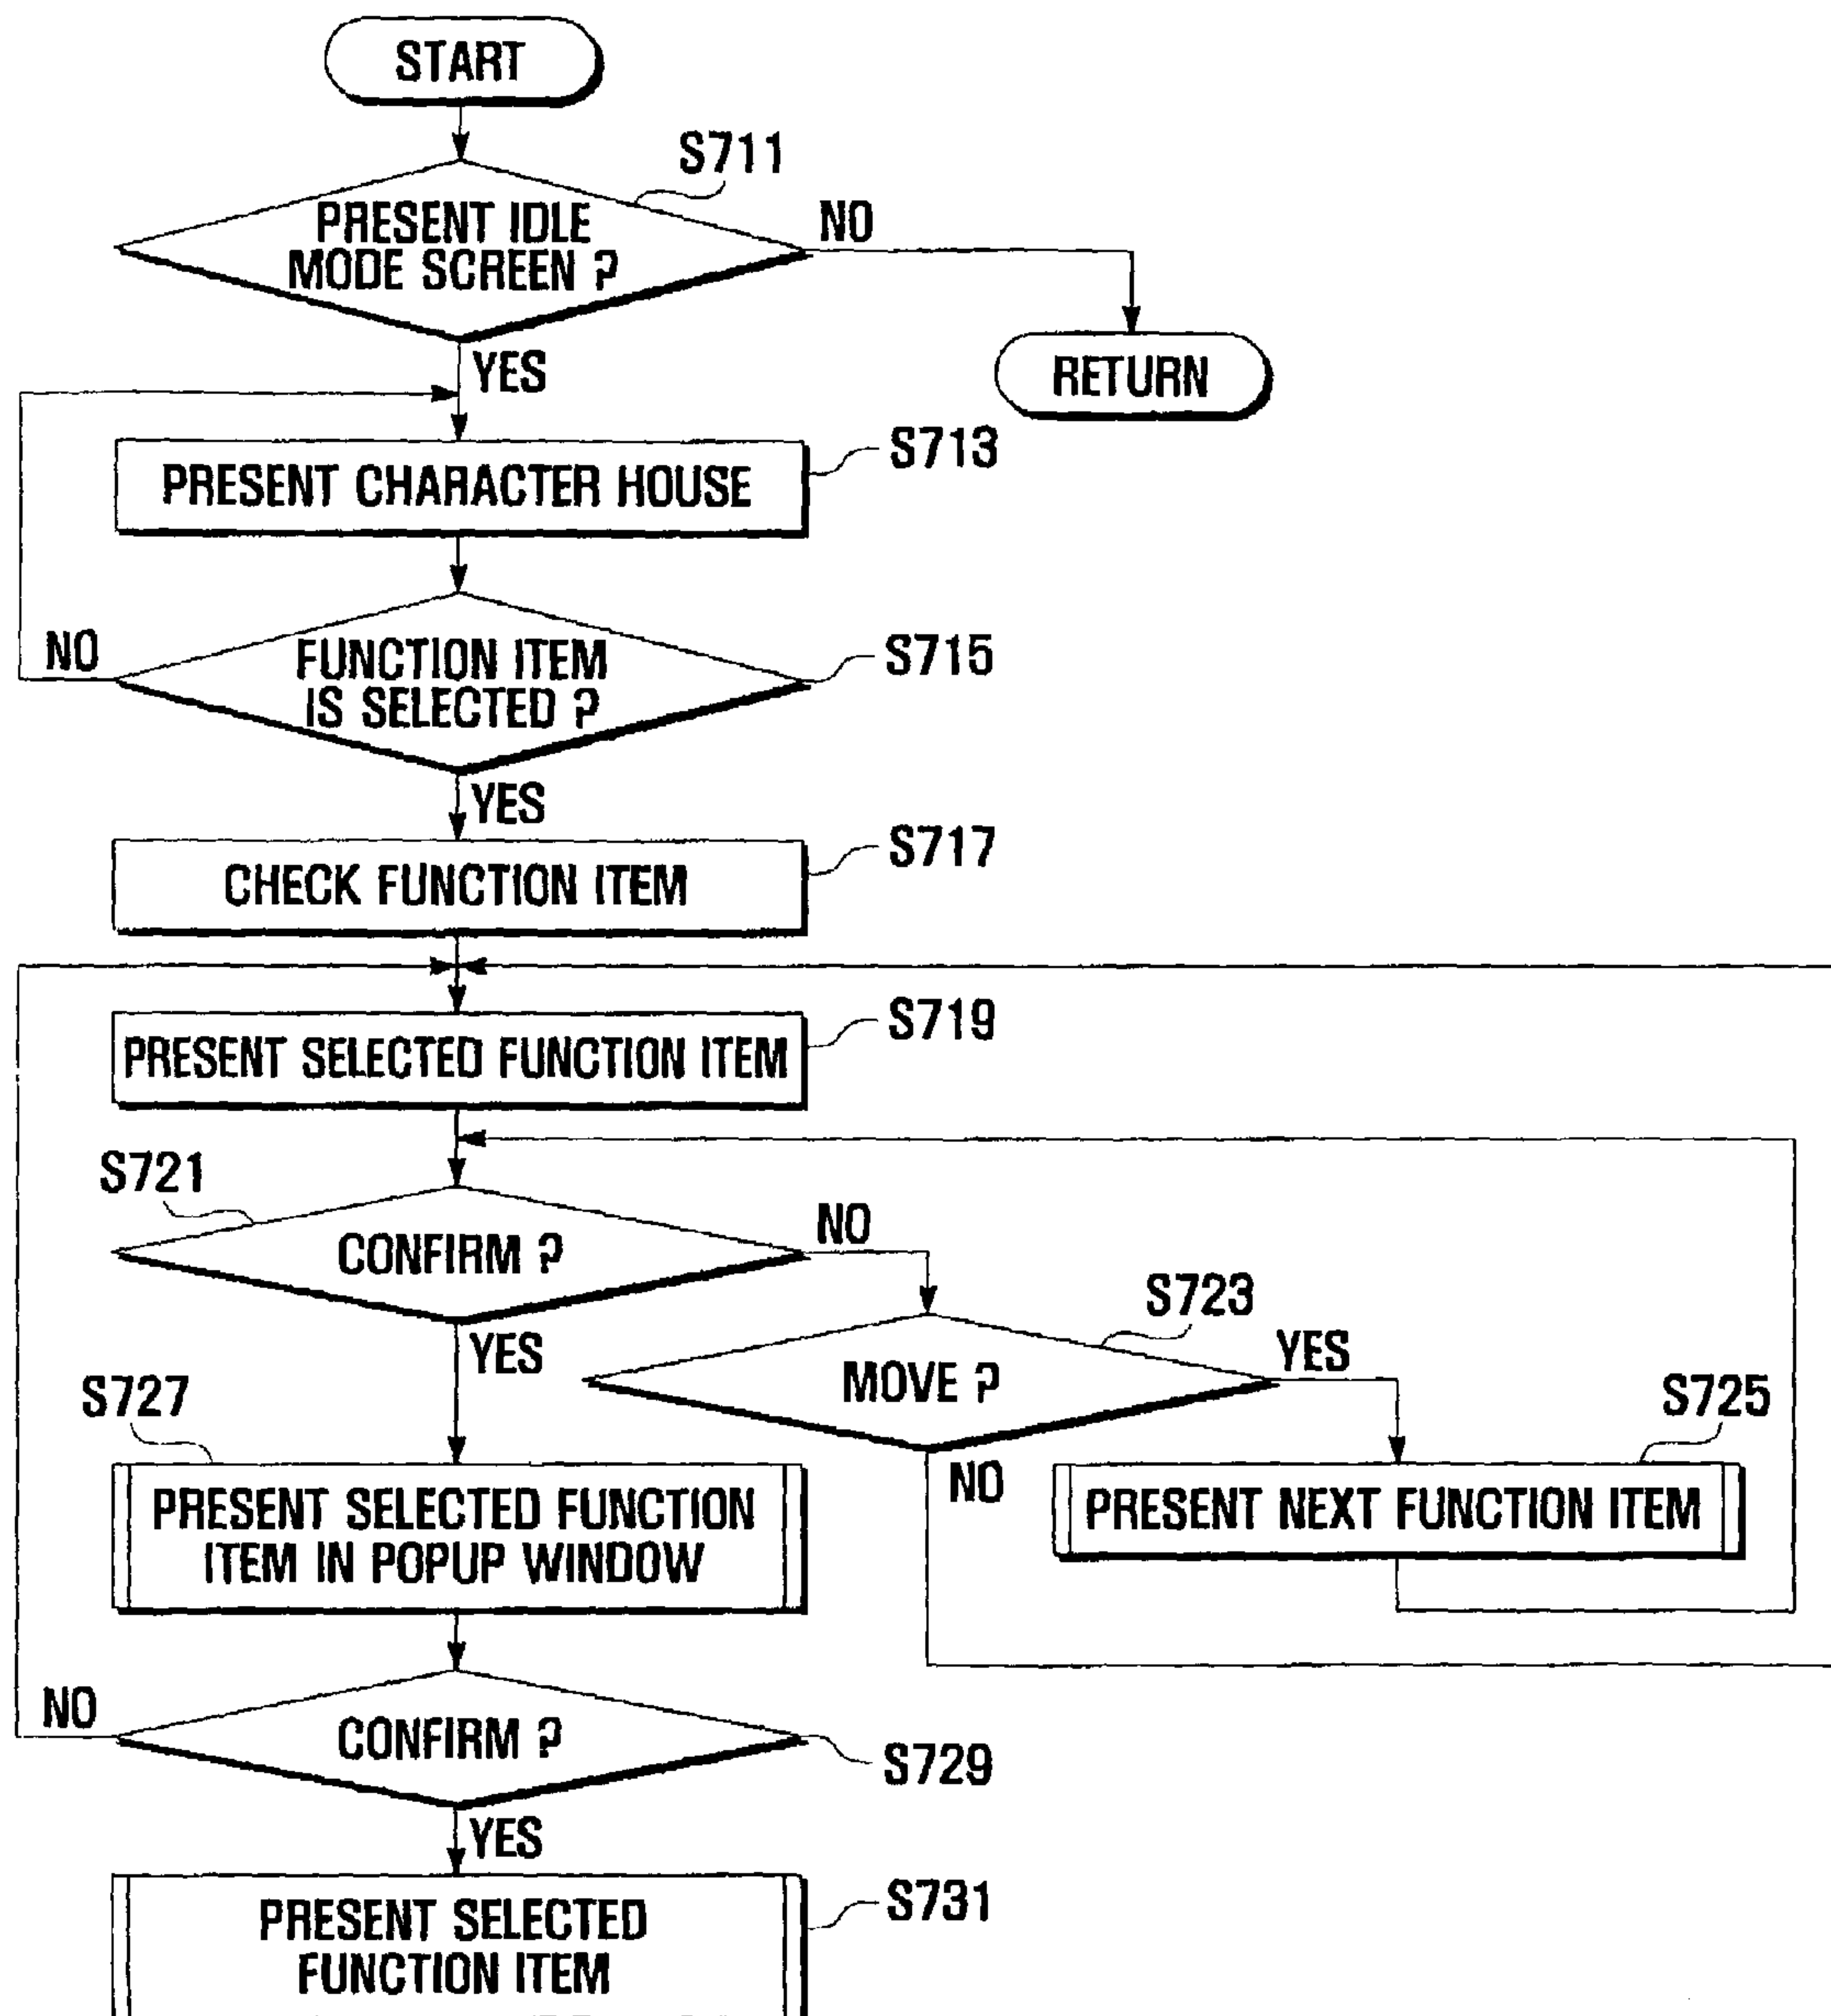 START
S711
PRESENT IDLE
MODE SCREEN ?
NO
YES
RETURN
S713
PRESENT CHARACTER HOUSE
NO
FUNCTION ITEM
IS SELECTED ?
S715
YES
S717
CHECK FUNCTION ITEM
S719
PRESENT SELECTED FUNCTION ITEM
S721
CONFIRM ?
NO
S723
YES
MOVE ?
YES
S727
S725
NO
PRESENT SELECTED FUNCTION
ITEM IN POPUP WINDOW
PRESENT NEXT FUNCTION ITEM
NO
CONFIRM ?
S729
YES
S731
PRESENT SELECTED
FUNCTION ITEM